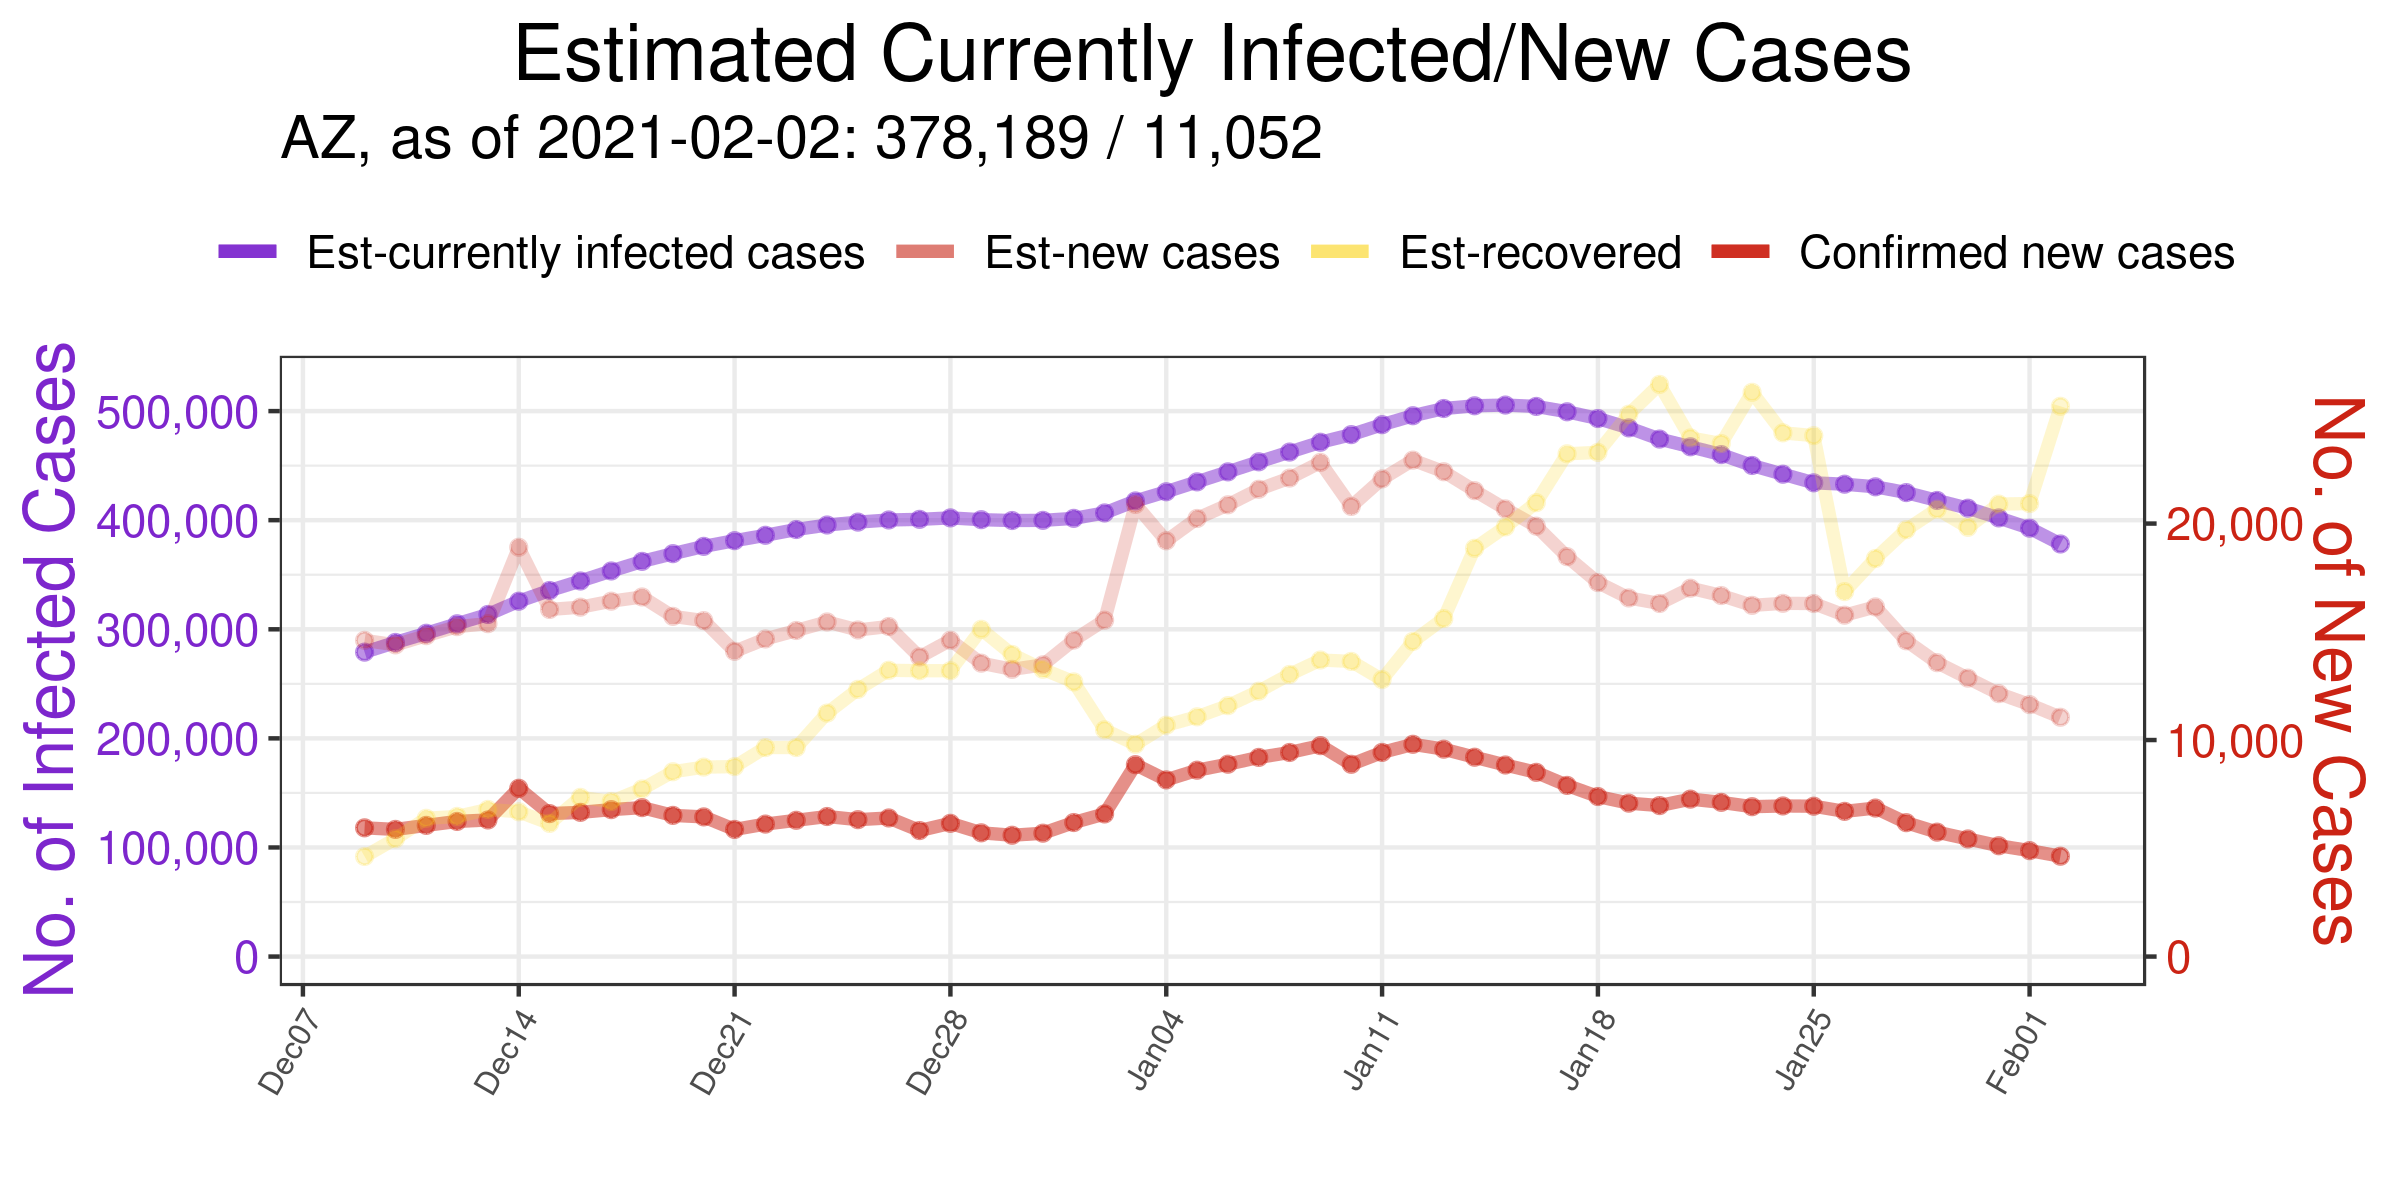 Estimated Currently Infected/New Cases
AZ, as of 2021-02-02: 378,189 / 11,052
Est-currently infected cases Est-new cases Est-recovered Confirmed new cases
No. of Infected Cases
500,000
400,000
300,000
200,000
100,000
0
20,000
10,000
0
No. of New Cases
Dec07 Dec14 Dec21 Dec28 Jan04 Jan11 Jan18 Jan25 Feb01